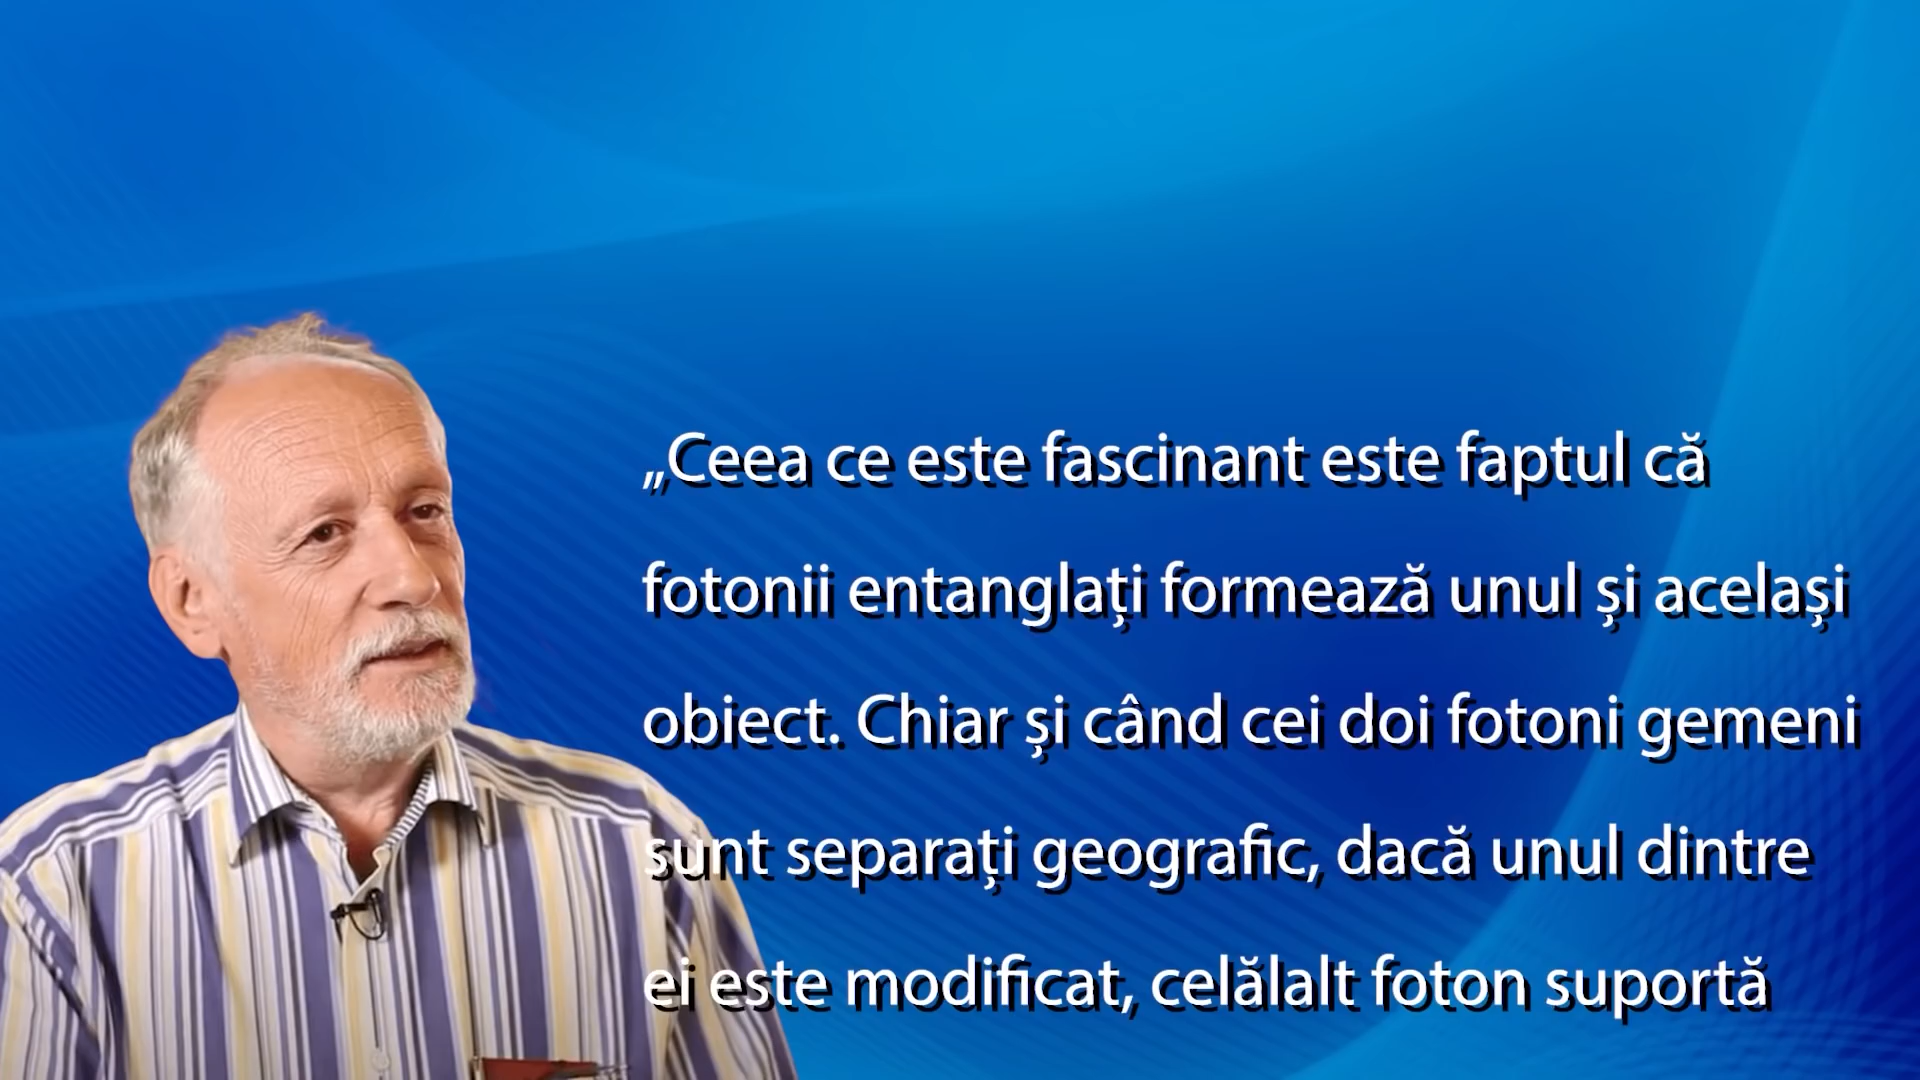 „Ceea ce este fascinant este faptul că
fotonii entanglați formează unul și același
obiect. Chiar și când cei doi fotoni gemeni
sunt separați geografic, dacă unul dintre
ei este modificat, celălalt foton suportă